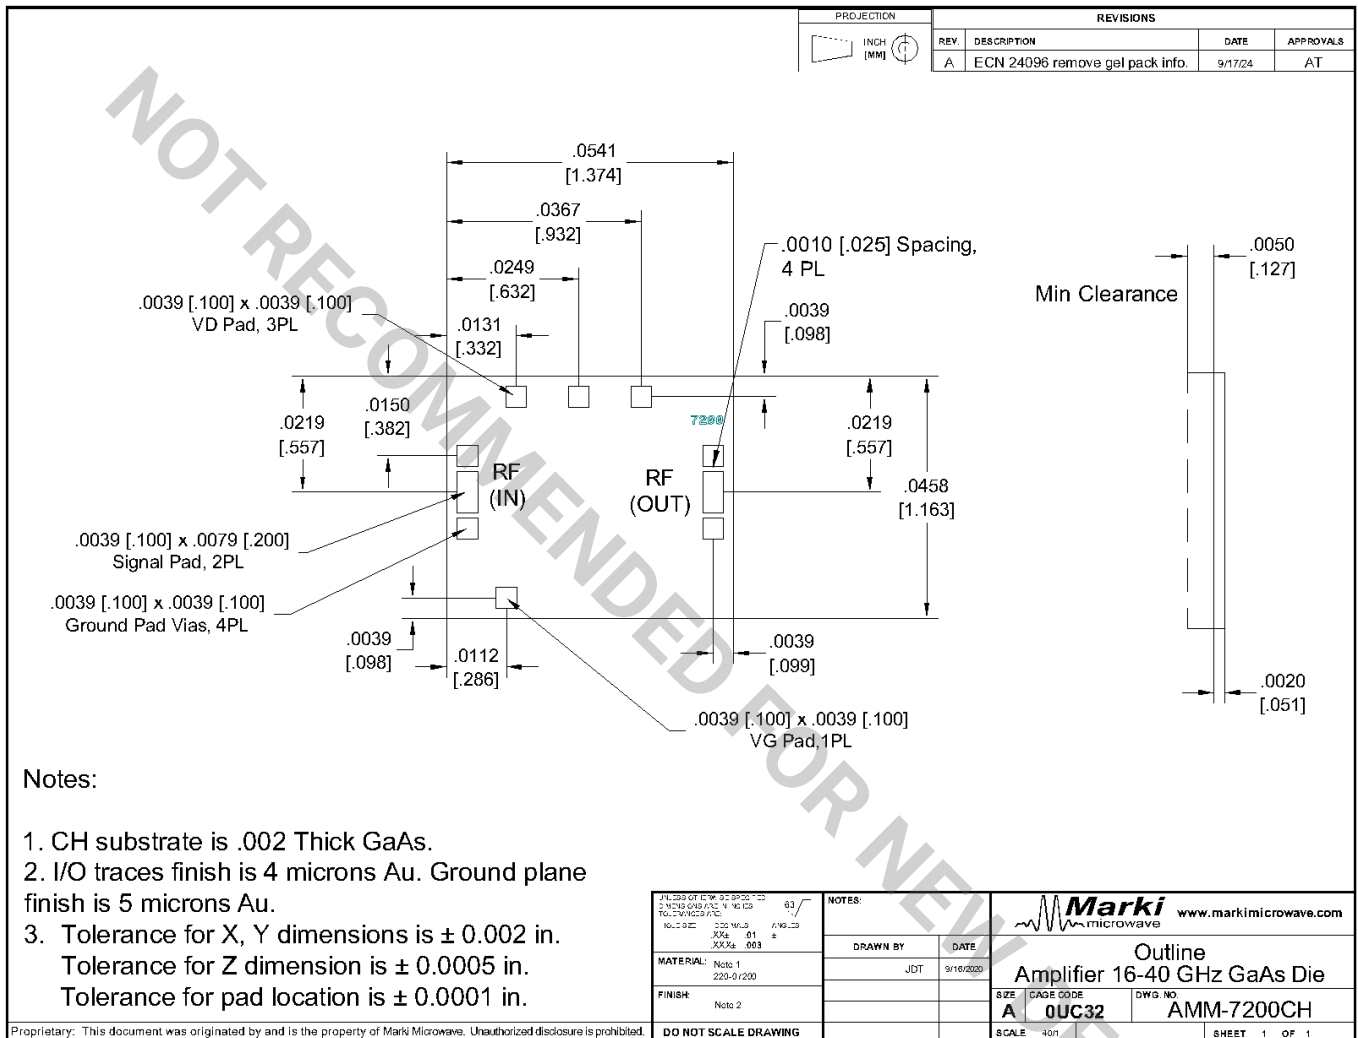 PROJECTION
INCH
[MM]
REVISIONS
REV. DESCRIPTION DATE APPROVALS
A ECN 24096 remove gel pack info. 9/17/24 AT
NOT RECOMMENDED FOR NEW DE
.0541
[1.374]
.0367
[.932]
.0249
[.632]
.0131
[.332]
.0010 [.025] Spacing,
4 PL
.0039
[.098]
.0050
[.127]
Min Clearance
.0039 [.100] x .0039 [.100]
VD Pad, 3PL
.0219
[.557]
.0150
[.382]
7200
.0219
[.557]
.0458
[1.163]
RF
(IN)
RF
(OUT)
.0039 [.100] x .0079 [.200]
Signal Pad, 2PL
.0039 [.100] x .0039 [.100]
Ground Pad Vias, 4PL
.0039
[.098]
.0112
[.286]
.0039
[.099]
.0020
[.051]
.0039 [.100] x .0039 [.100]
VG Pad,1PL
Notes:
1. CH substrate is .002 Thick GaAs.
2. I/O traces finish is 4 microns Au. Ground plane
finish is 5 microns Au.
3. Tolerance for X, Y dimensions is ± 0.002 in.
Tolerance for Z dimension is ± 0.0005 in.
Tolerance for pad location is ± 0.0001 in.
Proprietary: This document was originated by and is the property of Marki Microwave. Unauthorized disclosure is prohibited.
63
.XX± .01 ±
.XXX± .003
MATERIAL: Note 1
FINISH: Note 2
DO NOT SCALE DRAWING
NOTES:
DRAWN BY DATE
JDT 9/16/2020
Marki
microwave
www.markimicrowave.com
Outline
Amplifier 16-40 GHz GaAs Die
SIZE CAGE CODE DWG. NO.
A 0UC32 AMM-7200CH
SCALE 40/1 SHEET 1 OF 1